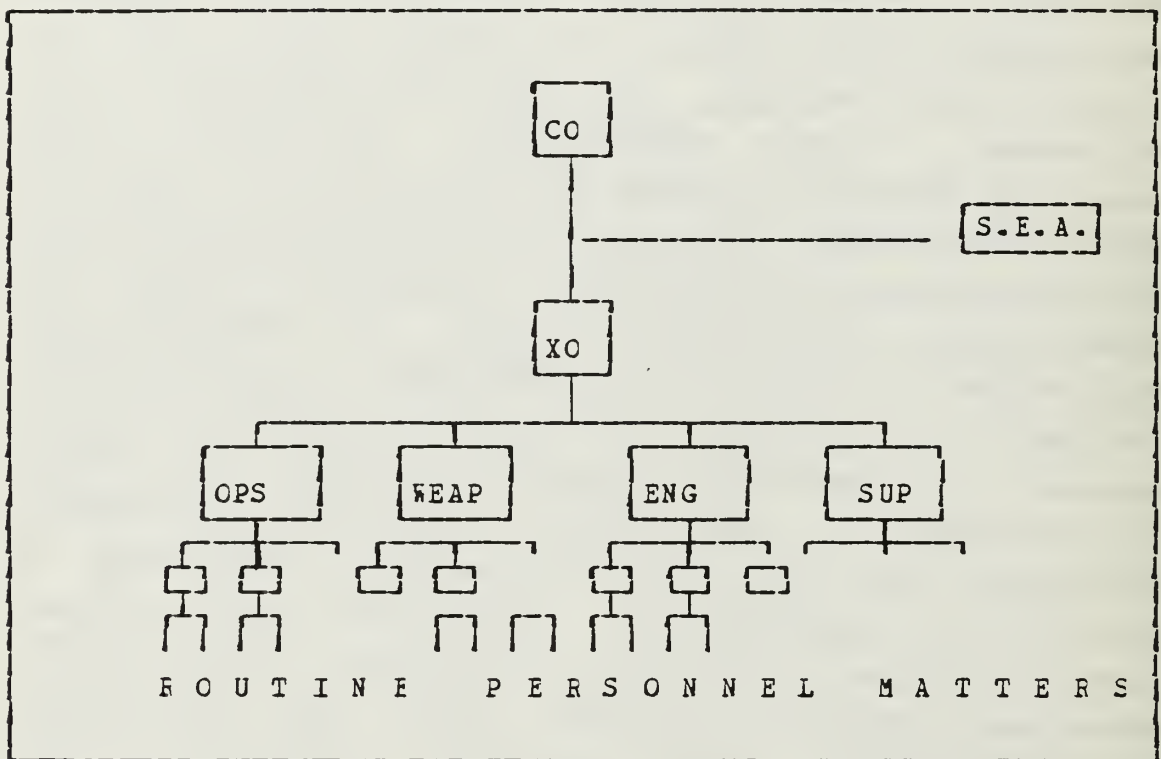 CO
S.E.A.
XO
OPS WEAP ENG SUP
ROUTINE PERSONNEL MATTERS